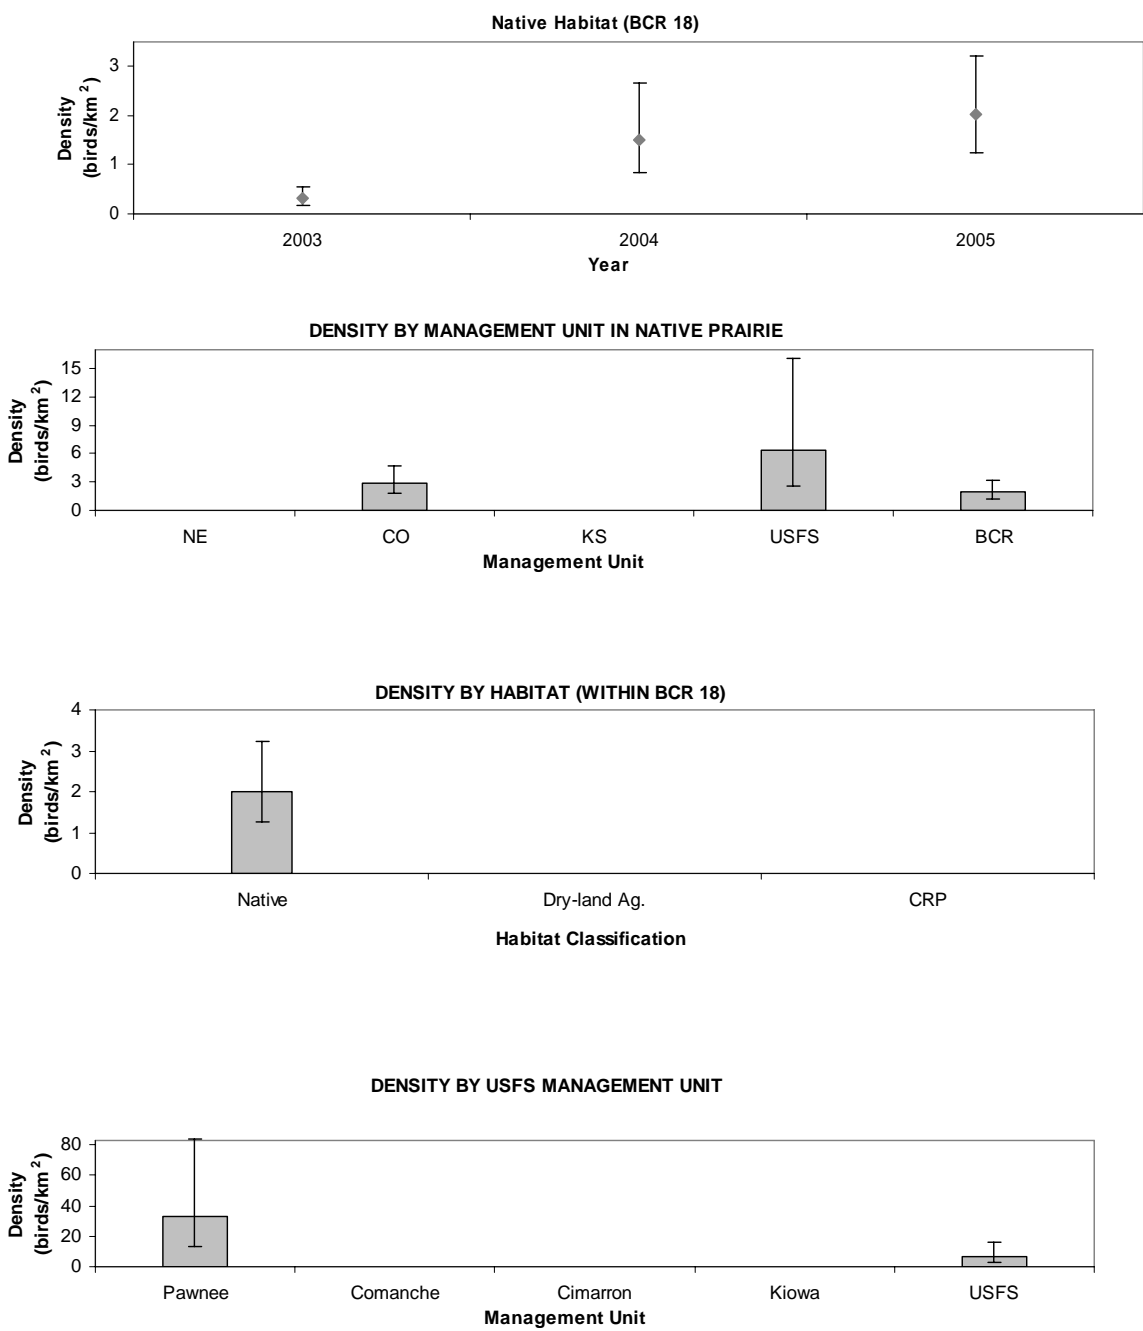 Native Habitat (BCR 18)
3
2
1
0
Density
(birds/km²)
2003 2004 2005
Year
DENSITY BY MANAGEMENT UNIT IN NATIVE PRAIRIE
15
12
9
6
3
0
Density
(birds/km²)
NE CO KS USFS BCR
Management Unit
DENSITY BY HABITAT (WITHIN BCR 18)
4
3
2
1
0
Density
(birds/km²)
Native Dry-land Ag. CRP
Habitat Classification
DENSITY BY USFS MANAGEMENT UNIT
80
60
40
20
0
Density
(birds/km²)
Pawnee Comanche Cimarron Kiowa USFS
Management Unit